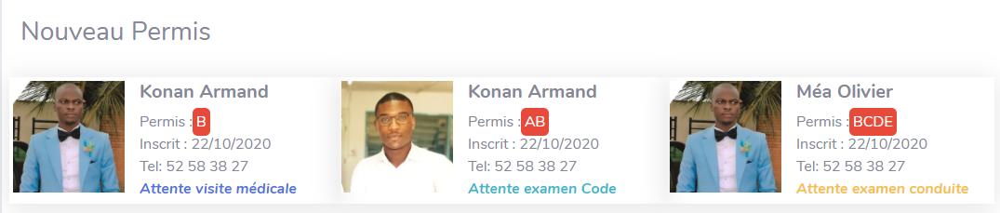 Nouveau Permis
Konan Armand
Permis : B
Inscrit : 22/10/2020
Tel: 52 58 38 27
Attente visite médicale
Konan Armand
Permis : AB
Inscrit : 22/10/2020
Tel: 52 58 38 27
Attente examen Code
Méa Olivier
Permis : BCDE
Inscrit : 22/10/2020
Tel: 52 58 38 27
Attente examen conduite